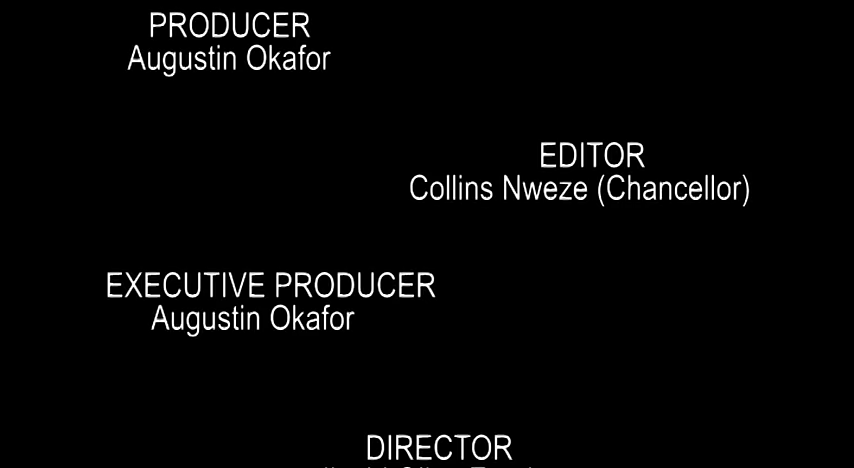 PRODUCER
Augustin Okafor
EDITOR
Collins Nweze (Chancellor)
EXECUTIVE PRODUCER
Augustin Okafor
DIRECTOR